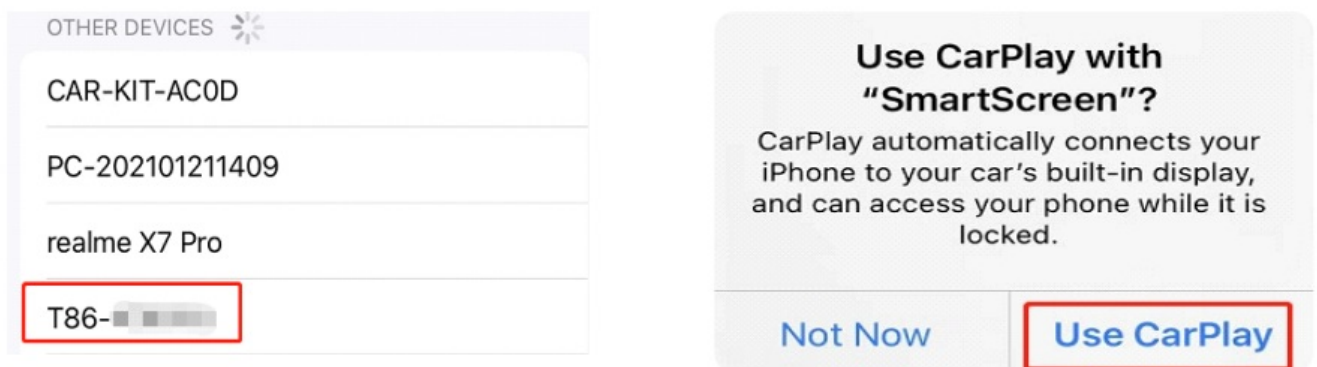 OTHER DEVICES
CAR-KIT-AC0D
PC-202101211409
realme X7 Pro
T86-
Use CarPlay with
“SmartScreen”?
CarPlay automatically connects your
iPhone to your car’s built-in display,
and can access your phone while it is
locked.
Not Now
Use CarPlay